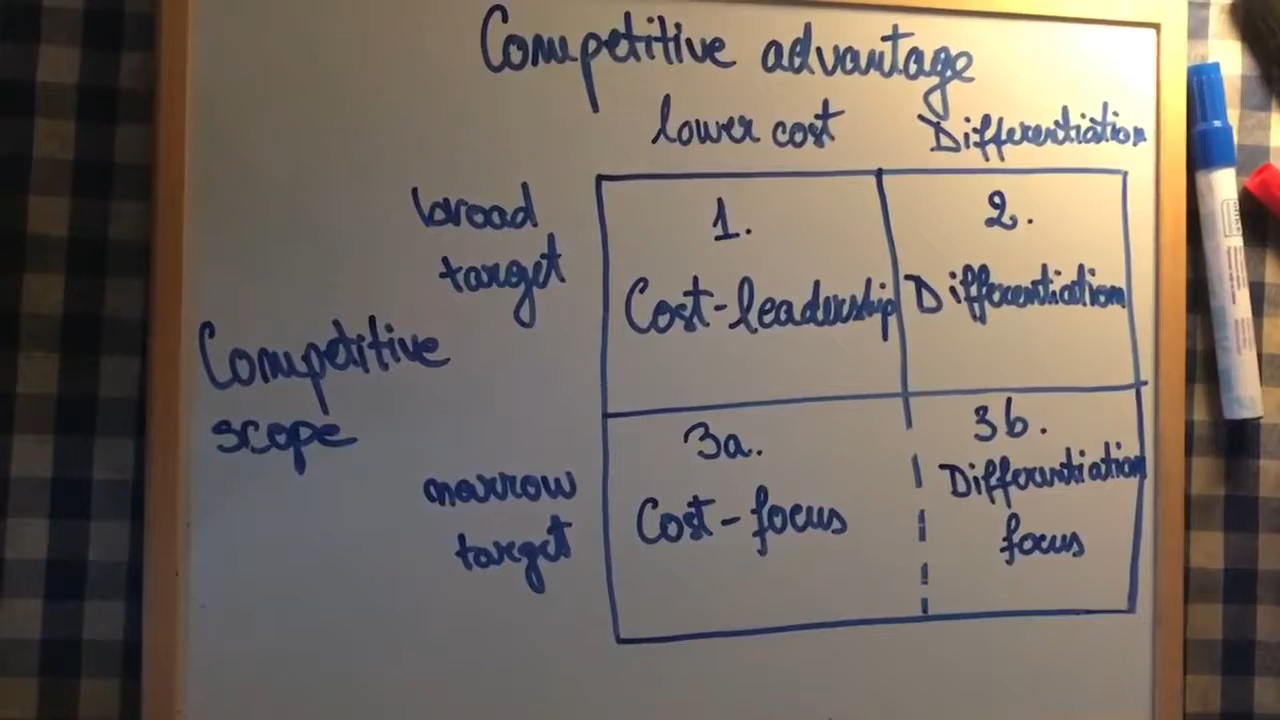 Competitive advantage
lower cost Differentiation
broad
target
1. 2.
Cost-leadership Differentiation
Competitive
scope
narrow
target
3a. 3b.
Cost-focus Differentiation
focus